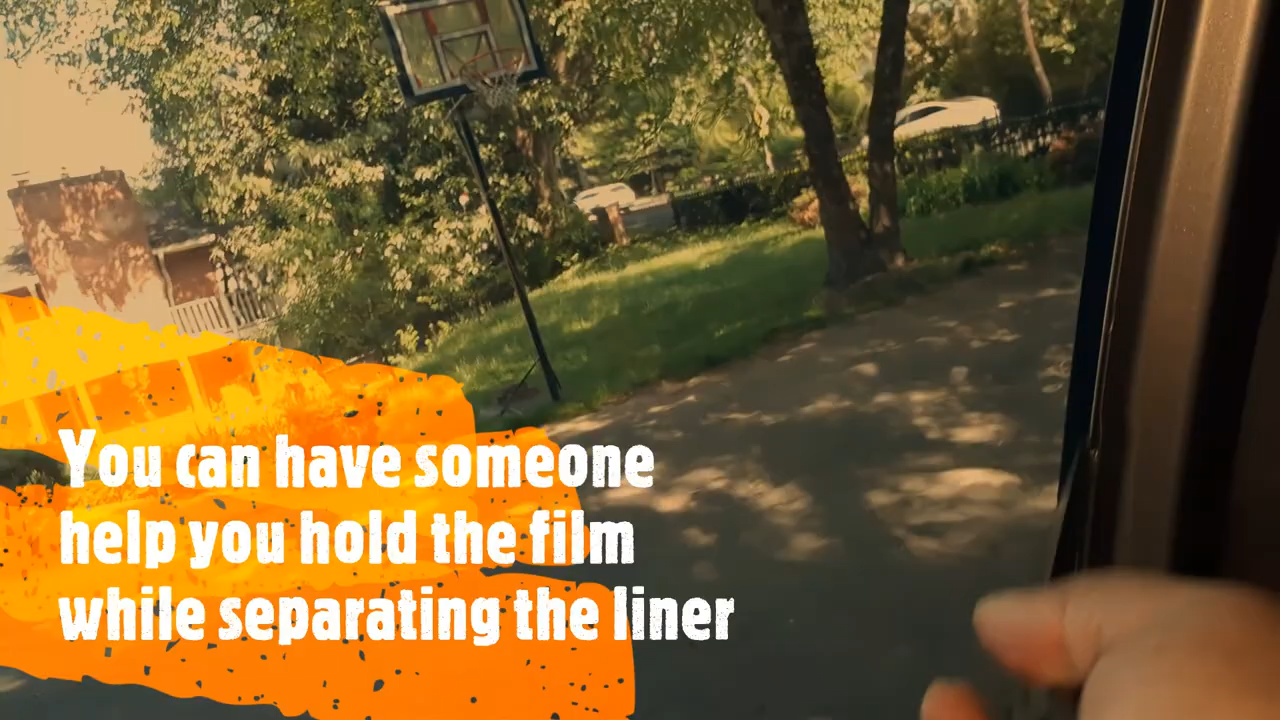 You can have someone
help you hold the film
while separating the liner